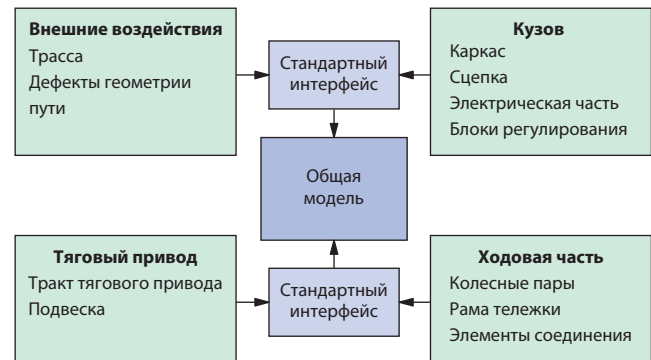 Внешние воздействия
Трасса
Дефекты геометрии
пути
Стандартный
интерфейс
Кузов
Каркас
Сцепка
Электрическая часть
Блоки регулирования
Общая
модель
Тяговый привод
Тракт тягового привода
Подвеска
Стандартный
интерфейс
Ходовая часть
Колесные пары
Рама тележки
Элементы соединения